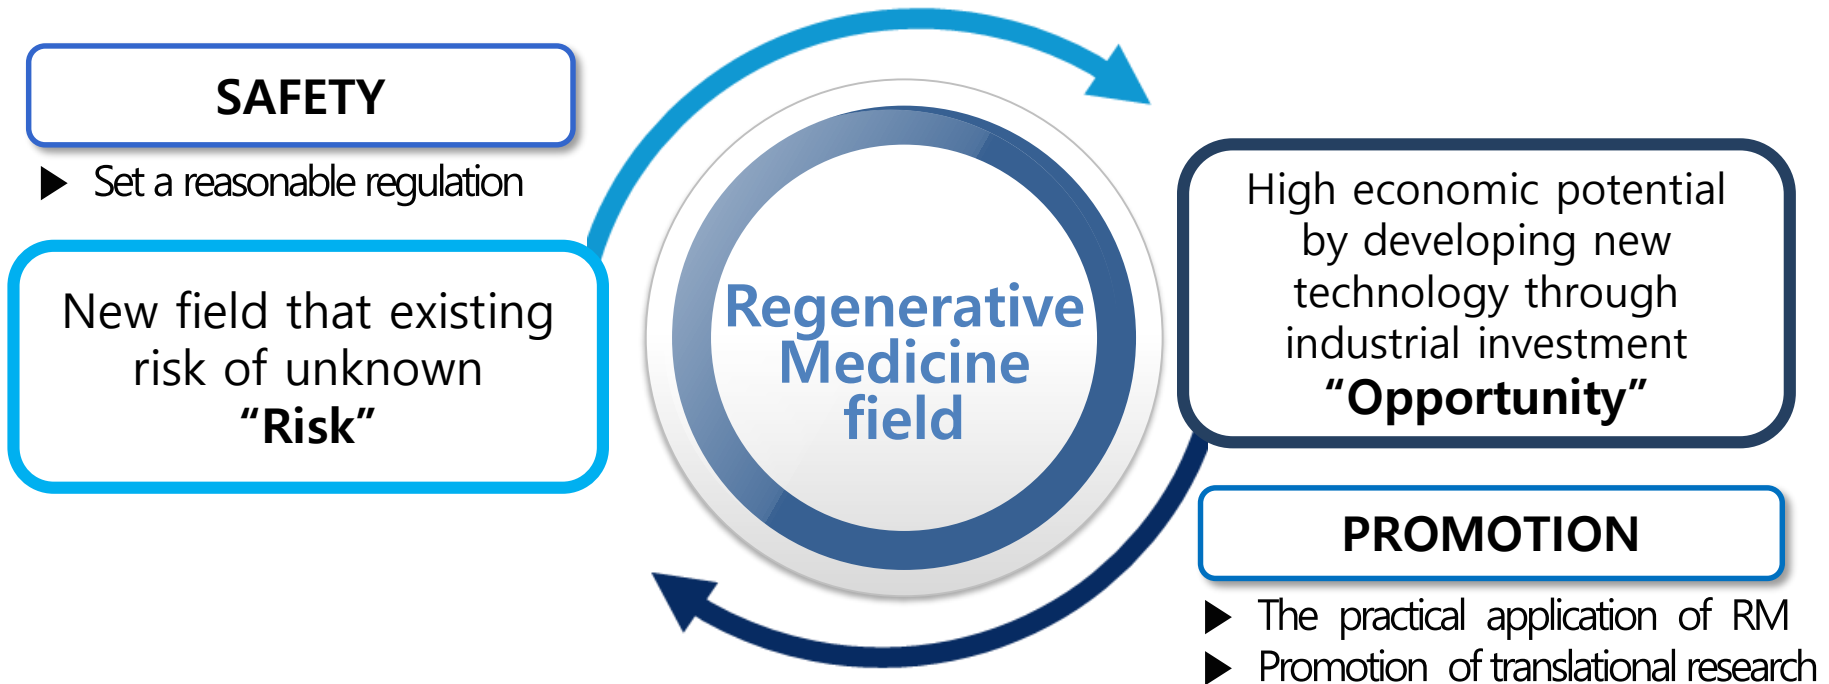 SAFETY
▶ Set a reasonable regulation
New field that existing
risk of unknown
“Risk”
Regenerative
Medicine
field
High economic potential
by developing new
technology through
industrial investment
“Opportunity”
PROMOTION
▶ The practical application of RM
▶ Promotion of translational research